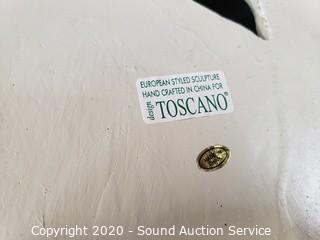 EUROPEAN STYLED SCULPTURE
HAND CRAFTED IN CHINA FOR
design TOSCANO®
Copyright 2020 - Sound Auction Service